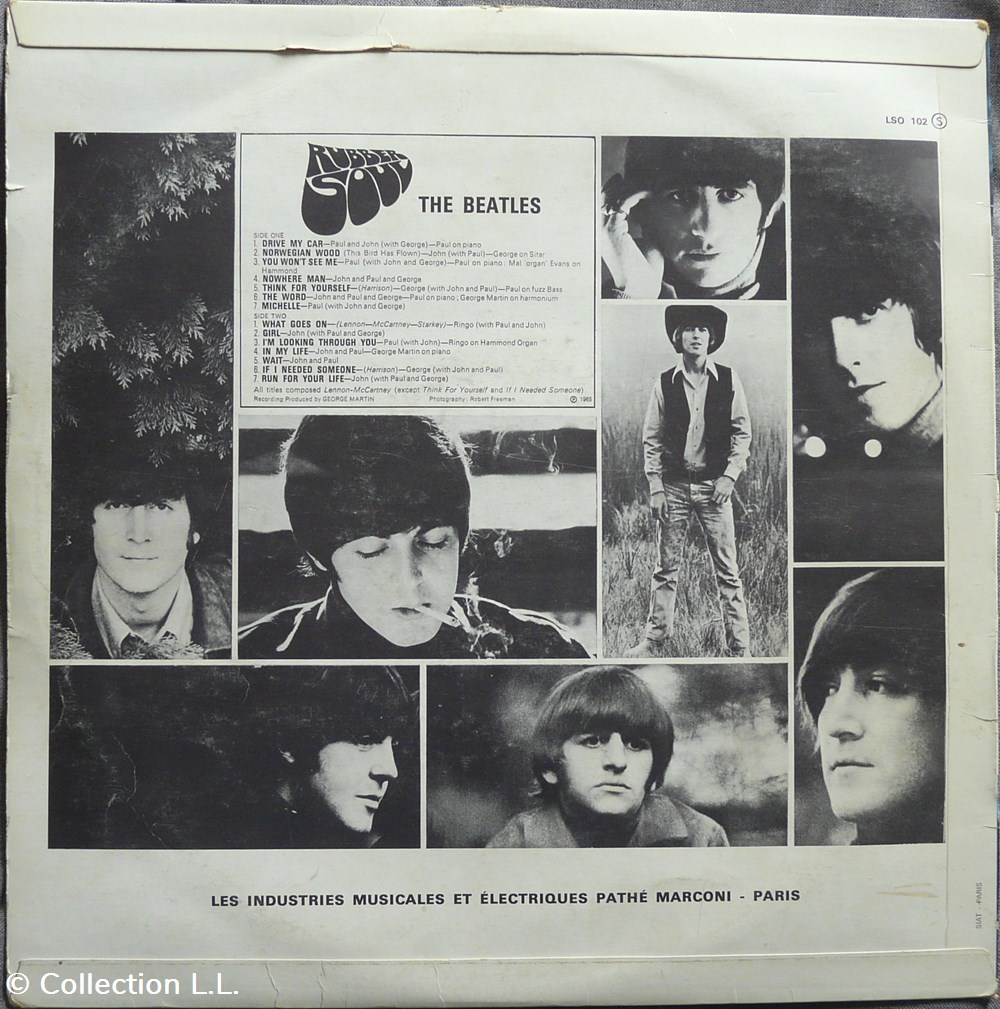 LSO 102 S
RUBBER
SOUL
THE BEATLES
SIDE ONE
1. DRIVE MY CAR—Paul and John (with George)—Paul on piano
2. NORWEGIAN WOOD (This Bird Has Flown)—John (with Paul)—George on Sitar
3. YOU WON'T SEE ME—Paul (with John and George)—Paul on piano: Mal 'organ' Evans on
Hammond
4. NOWHERE MAN—John and Paul and George
5. THINK FOR YOURSELF—(Harrison)—George (with John and Paul)—Paul on fuzz Bass
6. THE WORD—John and Paul and George—Paul on piano; George Martin on harmonium
7. MICHELLE—Paul (with John and George)
SIDE TWO
1. WHAT GOES ON—(Lennon—McCartney—Starkey)—Ringo (with Paul and John)
2. GIRL—John (with Paul and George)
3. I'M LOOKING THROUGH YOU—Paul (with John)—Ringo on Hammond Organ
4. IN MY LIFE—John and Paul—George Martin on piano
5. WAIT—John and Paul
6. IF I NEEDED SOMEONE—(Harrison)—George (with John and Paul)
7. RUN FOR YOUR LIFE—John (with Paul and George)
All titles composed Lennon-McCartney (except Think For Yourself and If I Needed Someone)
Recording Produced by GEORGE MARTIN Photography: Robert Freeman ℗ 1965
LES INDUSTRIES MUSICALES ET ÉLECTRIQUES PATHÉ MARCONI - PARIS
SIAT - PARIS
© Collection L.L.